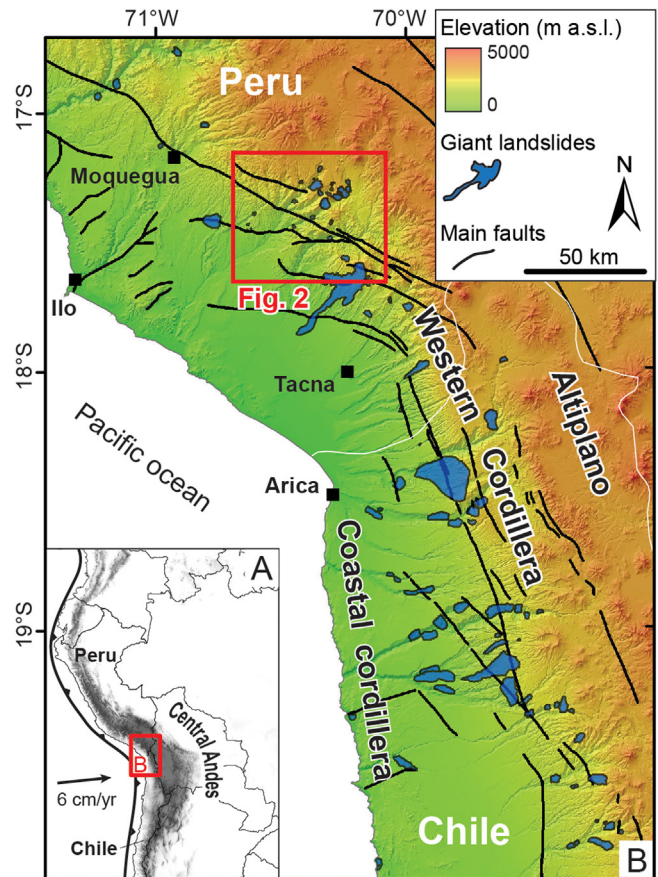 71°W
70°W
17°S
18°S
19°S
Elevation (m a.s.l.)
5000
0
Giant landslides
Main faults
N
50 km
Peru
Moquegua
Ilo
Fig. 2
Tacna
Arica
Pacific ocean
Western Cordillera
Altiplano
Coastal cordillera
Chile
B
A
Peru
Central Andes
B
6 cm/yr
Chile